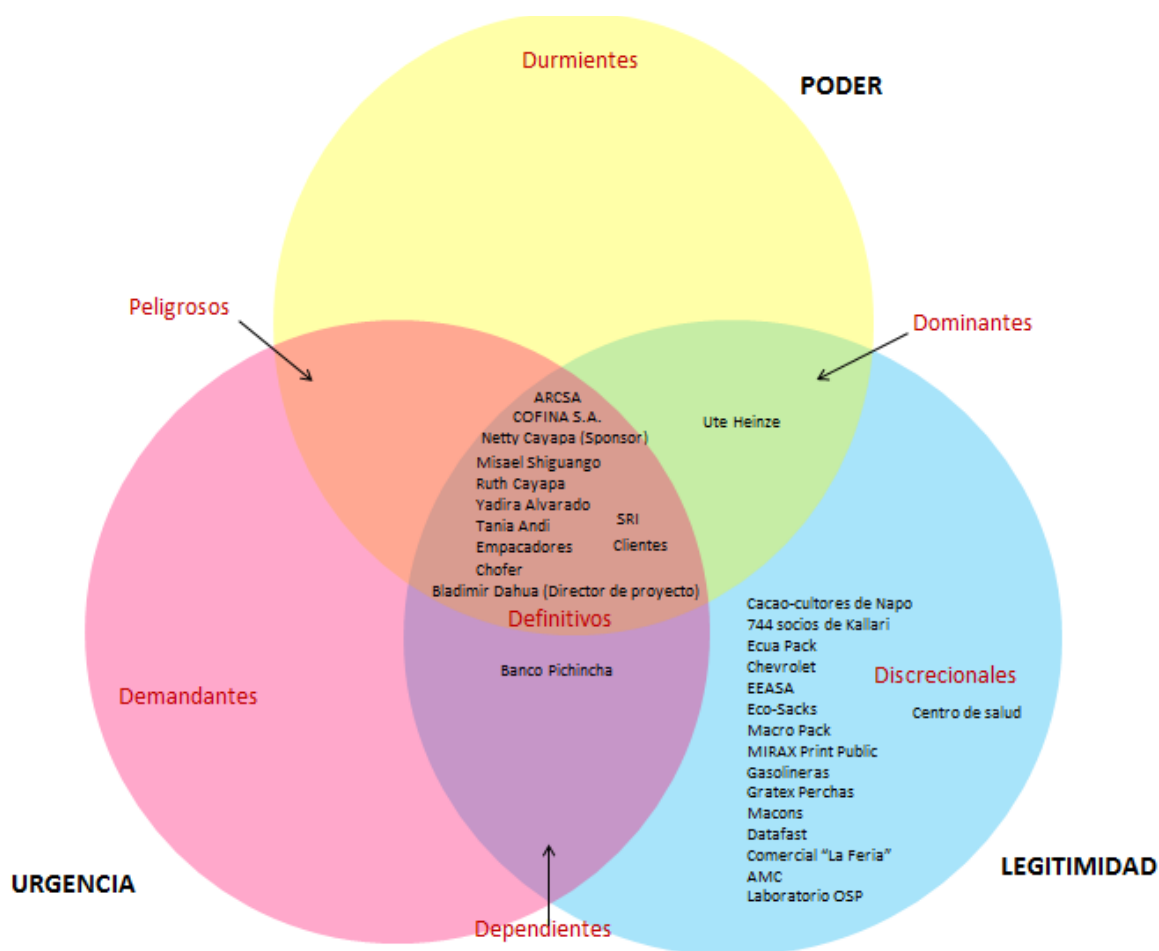 Durmientes
PODER
Peligrosos
Dominantes
ARCSA
COFINA S.A.
Netty Cayapa (Sponsor)
Misael Shiguango
Ruth Cayapa
Yadira Alvarado
Tania Andi
Empacadores
Chofer
Bladimir Dahua (Director de proyecto)
SRI
Clientes
Definitivos
Ute Heinze
Banco Pichincha
Demandantes
Cacao-cultores de Napo
744 socios de Kallari
Ecua Pack
Chevrolet
EEASA
Eco-Sacks
Macro Pack
MIRAX Print Public
Gasolineras
Gratex Perchas
Macons
Datafast
Comercial “La Feria”
AMC
Laboratorio OSP
Discrecionales
Centro de salud
URGENCIA
LEGITIMIDAD
Dependientes